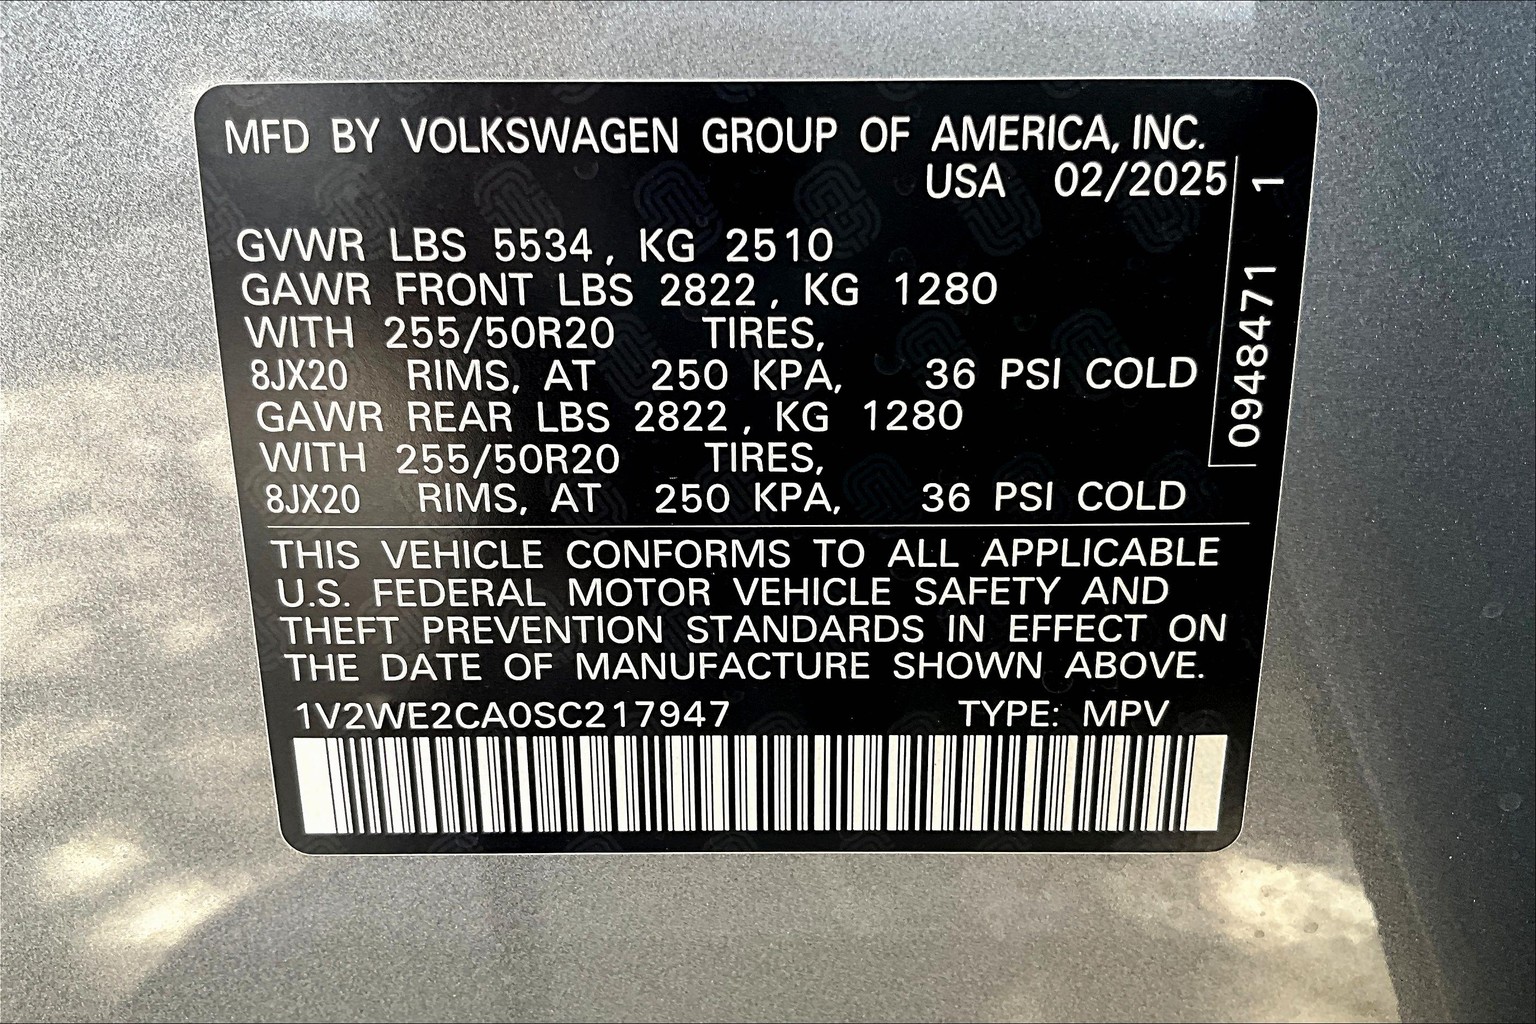 MFD BY VOLKSWAGEN GROUP OF AMERICA, INC.
USA 02/2025
GVWR LBS 5534, KG 2510
GAWR FRONT LBS 2822, KG 1280
WITH 255/50R20 TIRES,
8JX20 RIMS, AT 250 KPA, 36 PSI COLD
GAWR REAR LBS 2822, KG 1280
WITH 255/50R20 TIRES,
8JX20 RIMS, AT 250 KPA, 36 PSI COLD
THIS VEHICLE CONFORMS TO ALL APPLICABLE
U.S. FEDERAL MOTOR VEHICLE SAFETY AND
THEFT PREVENTION STANDARDS IN EFFECT ON
THE DATE OF MANUFACTURE SHOWN ABOVE.
1V2WE2CA0SC217947 TYPE: MPV
0948471 1